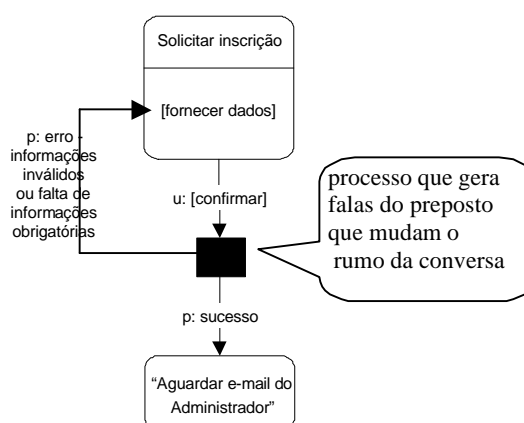 Solicitar inscrição
[fornecer dados]
p: erro -
informações
inválidos
ou falta de
informações
obrigatórias
u: [confirmar]
processo que gera
falas do preposto
que mudam o
rumo da conversa
p: sucesso
“Aguardar e-mail do
Administrador”